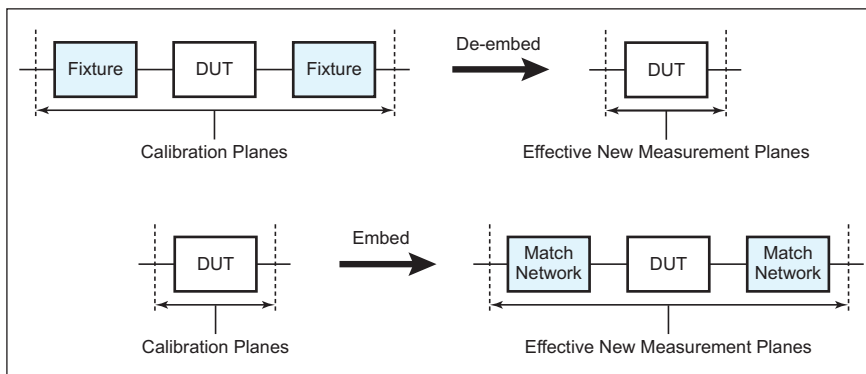 Fixture DUT Fixture De-embed DUT
Calibration Planes Effective New Measurement Planes
DUT Embed Match Network DUT Match Network
Calibration Planes Effective New Measurement Planes